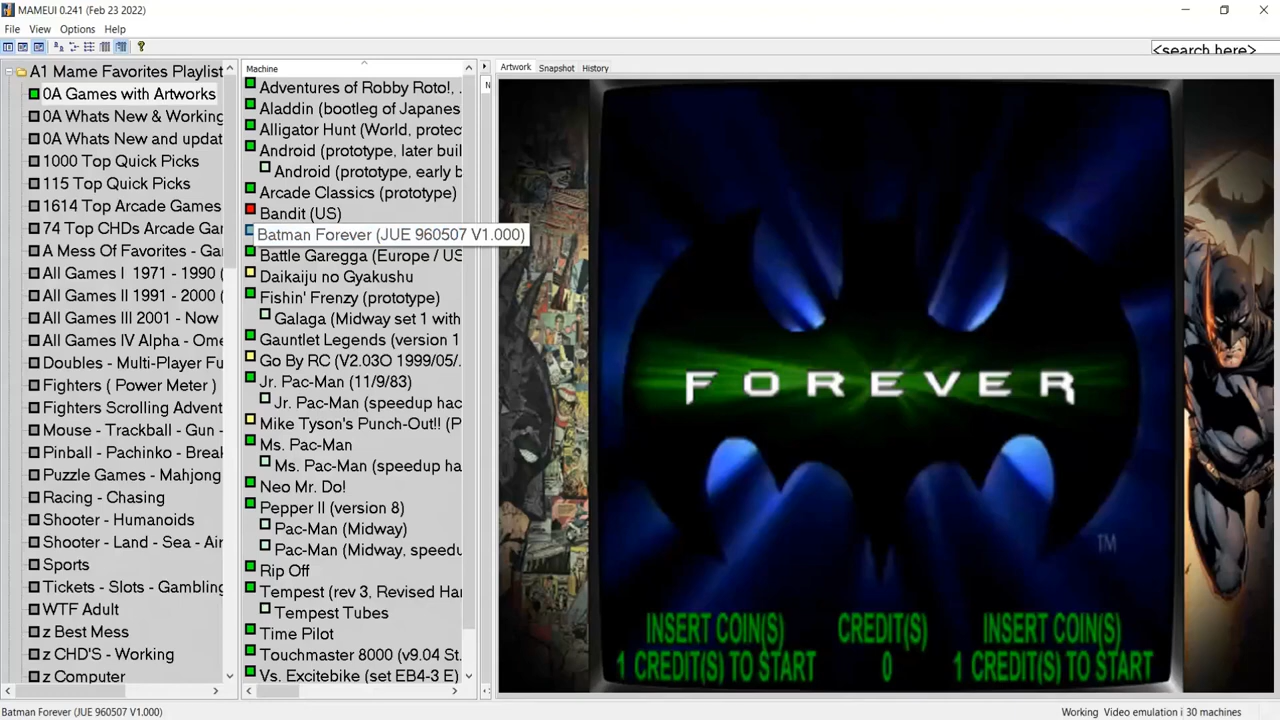 MAMEUI 0.241 (Feb 23 2022)
File View Options Help
<search here>
A1 Mame Favorites Playlist
0A Games with Artworks
0A Whats New & Working
0A Whats New and updat
1000 Top Quick Picks
115 Top Quick Picks
1614 Top Arcade Games
74 Top CHDs Arcade Gar
A Mess Of Favorites - Ga
All Games I 1971 - 1990 (
All Games II 1991 - 2000 (
All Games III 2001 - Now
All Games IV Alpha - Ome
Doubles - Multi-Player Fu
Fighters ( Power Meter )
Fighters Scrolling Advent
Mouse - Trackball - Gun -
Pinball - Pachinko - Break
Puzzle Games - Mahjong
Racing - Chasing
Shooter - Humanoids
Shooter - Land - Sea - Air
Sports
Tickets - Slots - Gambling
WTF Adult
z Best Mess
z CHD'S - Working
z Computer
Machine
Adventures of Robby Roto!, .
Aladdin (bootleg of Japanes
Alligator Hunt (World, protec
Android (prototype, later buil
Android (prototype, early b
Arcade Classics (prototype)
Bandit (US)
Batman Forever (JUE 960507 V1.000)
Battle Garegga (Europe / US
Daikaiju no Gyakushu
Fishin' Frenzy (prototype)
Galaga (Midway set 1 with
Gauntlet Legends (version 1
Go By RC (V2.03O 1999/05/.
Jr. Pac-Man (11/9/83)
Jr. Pac-Man (speedup hac
Mike Tyson's Punch-Out!! (P
Ms. Pac-Man
Ms. Pac-Man (speedup ha
Neo Mr. Do!
Pepper II (version 8)
Pac-Man (Midway)
Pac-Man (Midway, speedu
Rip Off
Tempest (rev 3, Revised Har
Tempest Tubes
Time Pilot
Touchmaster 8000 (v9.04 St.
Vs. Excitebike (set EB4-3 E)
Artwork Snapshot History
FOREVER
TM
INSERT COIN(S) CREDIT(S) INSERT COIN(S)
1 CREDIT(S) TO START 0 1 CREDIT(S) TO START
Batman Forever (JUE 960507 V1.000)
Working Video emulation i 30 machines